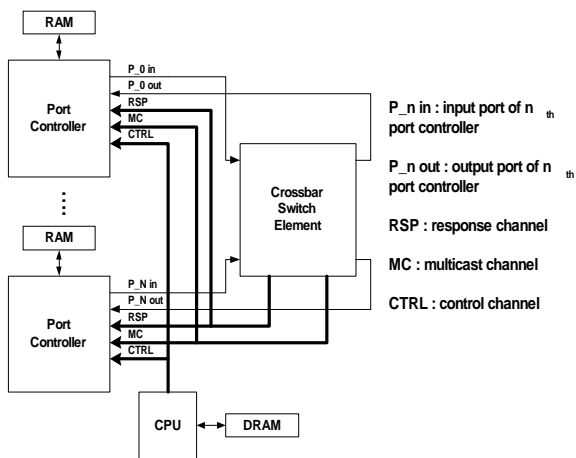 RAM
P_0 in
P_0 out
RSP
MC
CTRL
Port
Controller
RAM
P_N in
P_N out
RSP
MC
CTRL
Port
Controller
Crossbar
Switch
Element
CPU
DRAM
P_n in : input port of n th
port controller
P_n out : output port of n th
port controller
RSP : response channel
MC : multicast channel
CTRL : control channel